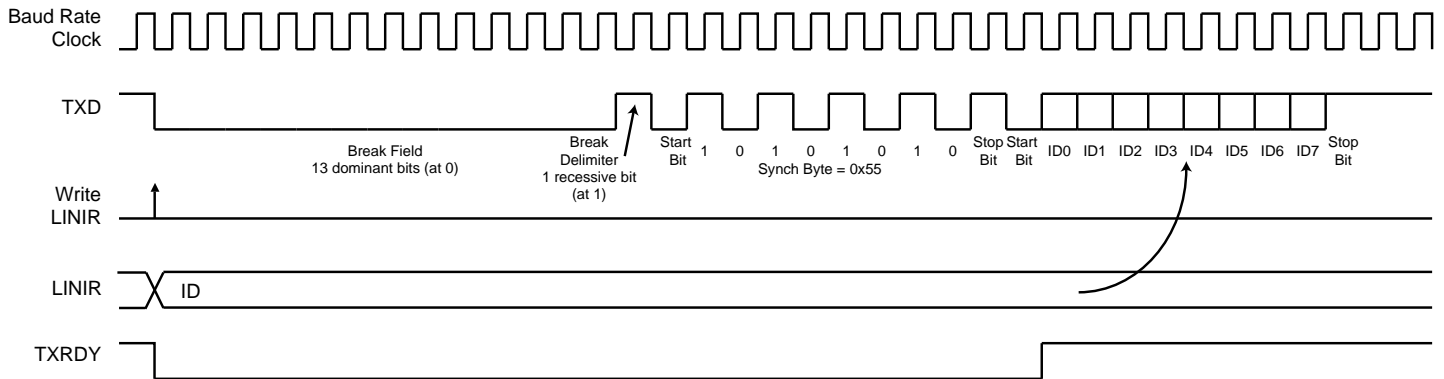 Baud Rate
Clock
TXD
Break Field
13 dominant bits (at 0)
Break
Delimiter
1 recessive bit
(at 1)
Start
Bit
1 0 1 0 1 0 1 0
Synch Byte = 0x55
Stop
Bit
Start
Bit
ID0 ID1 ID2 ID3 ID4 ID5 ID6 ID7
Stop
Bit
Write
LINIR
LINIR
ID
TXRDY